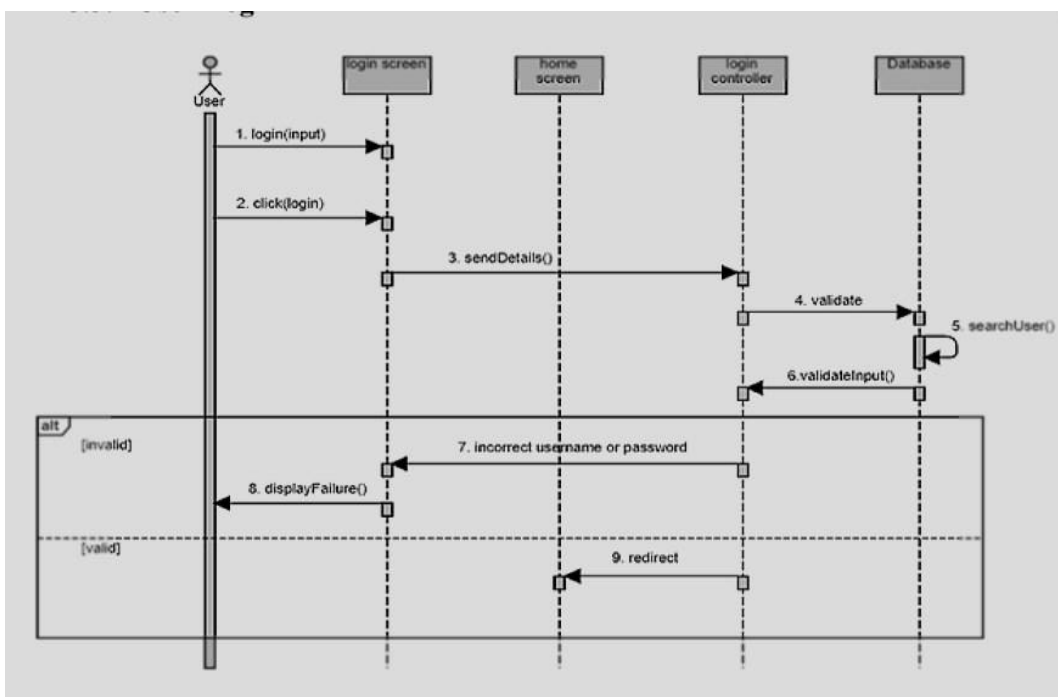 login screen
home
screen
login
controller
Database
User
1. login(input)
2. click(login)
3. sendDetails()
4. validate
5. searchUser()
6.validateInput()
alt
[invalid]
7. incorrect username or password
8. displayFailure()
[valid]
9. redirect